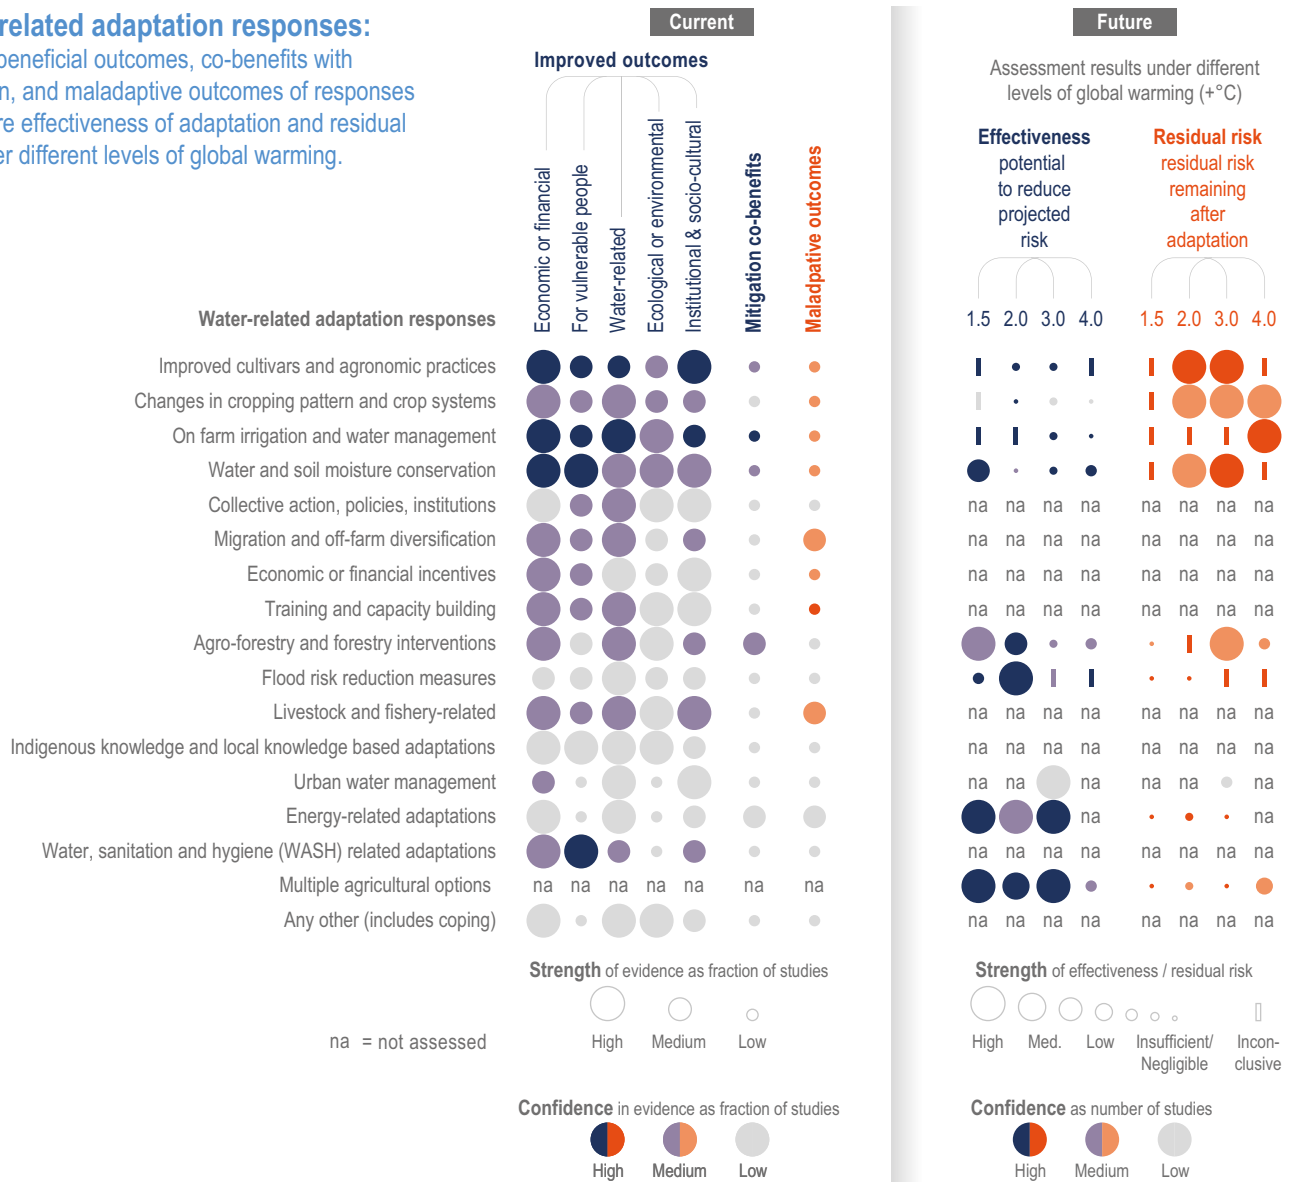 related adaptation responses:
beneficial outcomes, co-benefits with
n, and maladaptive outcomes of responses
re effectiveness of adaptation and residual
er different levels of global warming.
Current
Improved outcomes
Economic or financial
For vulnerable people
Water-related
Ecological or environmental
Institutional & socio-cultural
Mitigation co-benefits
Maladpative outcomes
Future
Assessment results under different
levels of global warming (+°C)
Effectiveness
potential
to reduce
projected
risk
Residual risk
residual risk
remaining
after
adaptation
Water-related adaptation responses
1.5 2.0 3.0 4.0 1.5 2.0 3.0 4.0
Improved cultivars and agronomic practices
Changes in cropping pattern and crop systems
On farm irrigation and water management
Water and soil moisture conservation
Collective action, policies, institutions na na na na na na na na
Migration and off-farm diversification na na na na na na na na
Economic or financial incentives na na na na na na na na
Training and capacity building na na na na na na na na
Agro-forestry and forestry interventions
Flood risk reduction measures
Livestock and fishery-related na na na na na na na na
Indigenous knowledge and local knowledge based adaptations na na na na na na na na
Urban water management na na na na na na
Energy-related adaptations na na
Water, sanitation and hygiene (WASH) related adaptations na na na na na na na na
Multiple agricultural options na na na na na na na
Any other (includes coping) na na na na na na na na
Strength of evidence as fraction of studies
High Medium Low
na = not assessed
Confidence in evidence as fraction of studies
High Medium Low
Strength of effectiveness / residual risk
High Med. Low Insufficient/ Incon-
Negligible clusive
Confidence as number of studies
High Medium Low